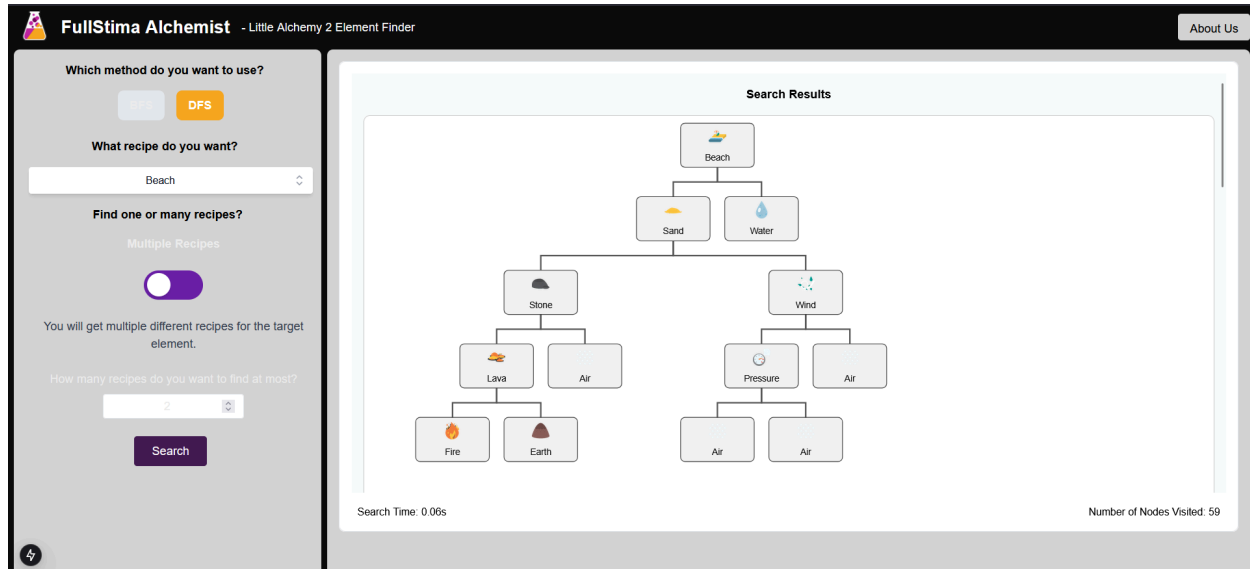 FullStima Alchemist - Little Alchemy 2 Element Finder
About Us
Which method do you want to use?
BFS DFS
What recipe do you want?
Beach
Find one or many recipes?
Multiple Recipes
You will get multiple different recipes for the target
element.
How many recipes do you want to find at most?
2
Search
Search Results
Beach
Sand Water
Stone Wind
Lava Air Pressure Air
Fire Earth Air Air
Search Time: 0.06s
Number of Nodes Visited: 59